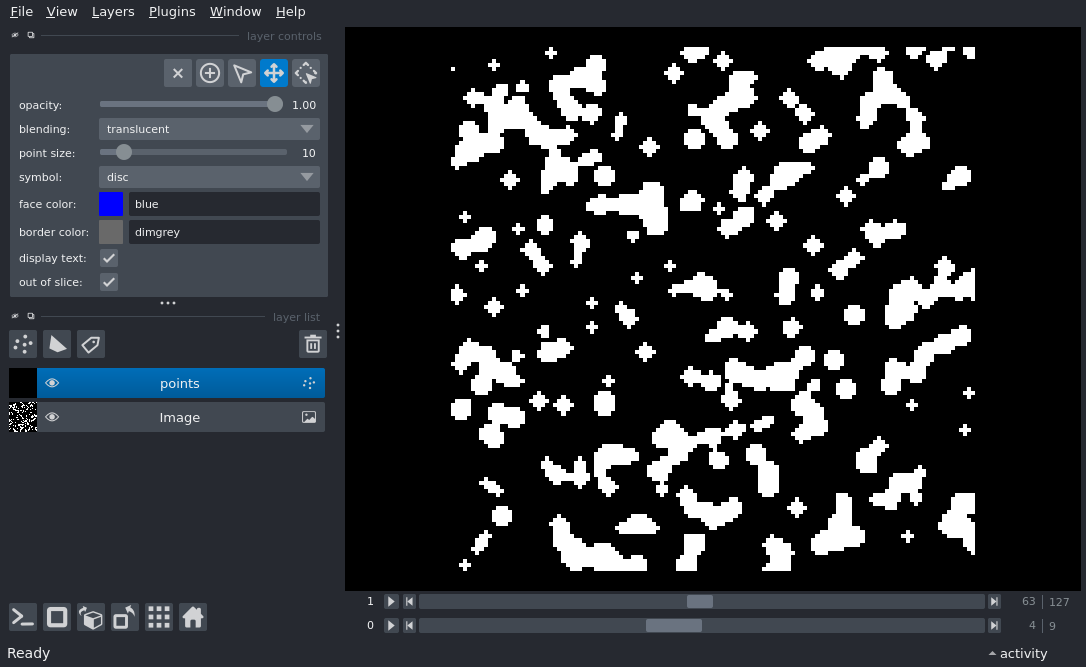 File View Layers Plugins Window Help
layer controls
opacity: 1.00
blending: translucent
point size: 10
symbol: disc
face color: blue
border color: dimgrey
display text:
out of slice:
layer list
points
Image
1 63 127
0 4 9
Ready activity